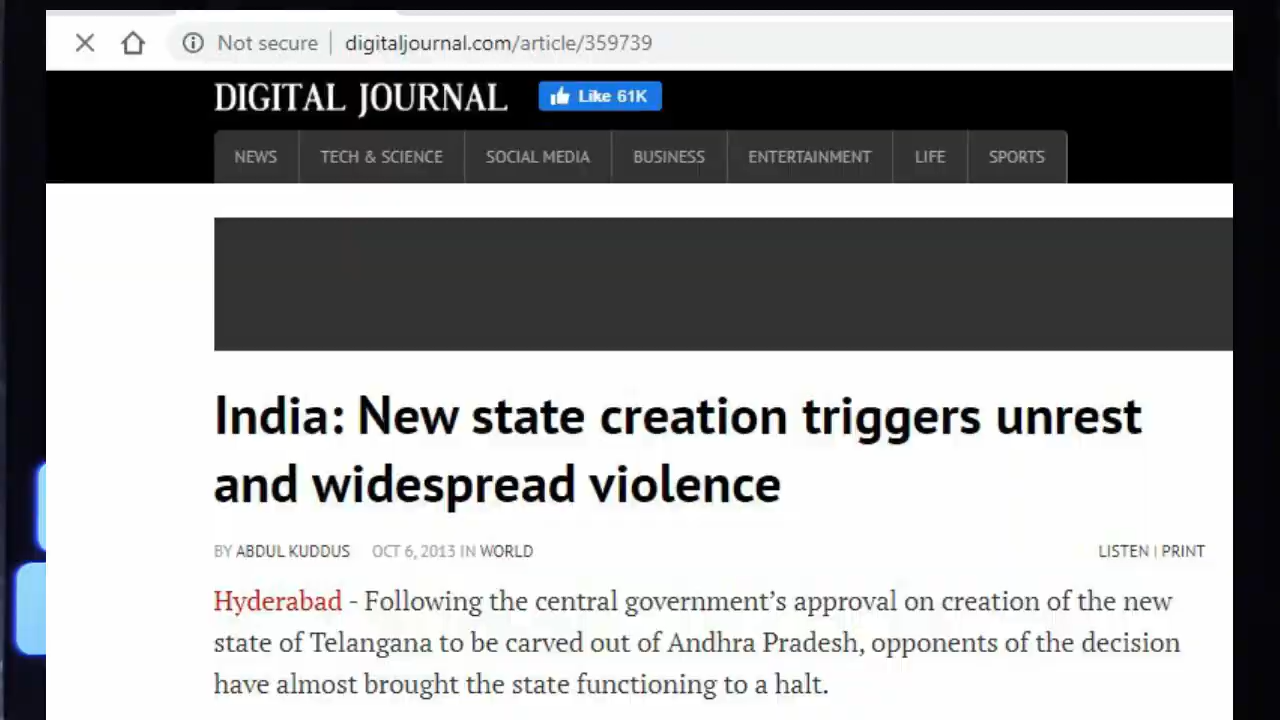 Not secure digitaljournal.com/article/359739
DIGITAL JOURNAL Like 61K
NEWS TECH & SCIENCE SOCIAL MEDIA BUSINESS ENTERTAINMENT LIFE SPORTS
India: New state creation triggers unrest
and widespread violence
BY ABDUL KUDDUS OCT 6, 2013 IN WORLD LISTEN | PRINT
Hyderabad - Following the central government’s approval on creation of the new
state of Telangana to be carved out of Andhra Pradesh, opponents of the decision
have almost brought the state functioning to a halt.